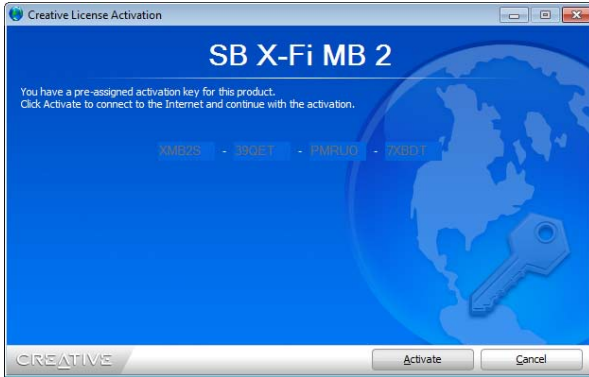 Creative License Activation
SB X-Fi MB 2
You have a pre-assigned activation key for this product.
Click Activate to connect to the Internet and continue with the activation.
XMB2S - 39QET - PMRUO - 7XBDT
CREATIVE
Activate
Cancel